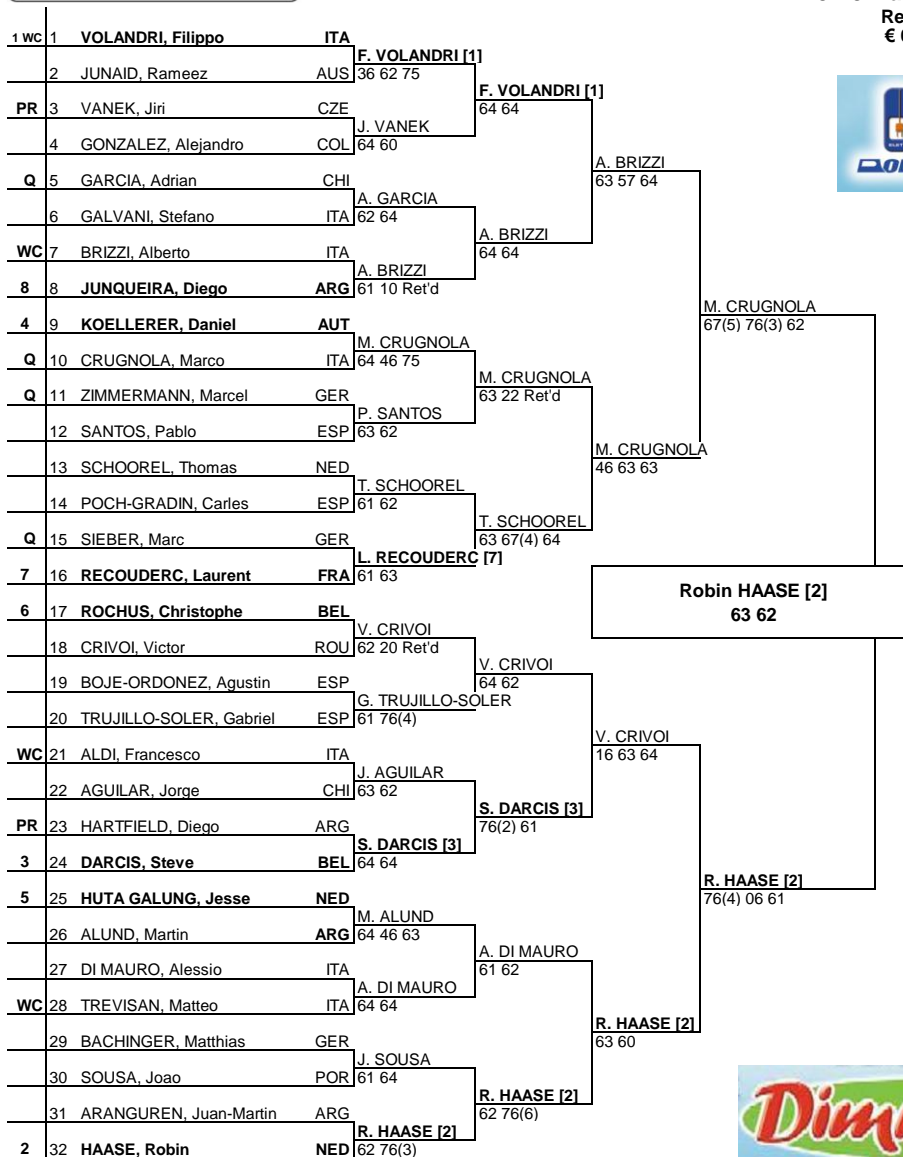 Re
€
1 WC 1 VOLANDRI, Filippo ITA
F. VOLANDRI [1]
2 JUNAID, Rameez AUS 36 62 75
F. VOLANDRI [1]
PR 3 VANEK, Jiri CZE 64 64
J. VANEK
4 GONZALEZ, Alejandro COL 64 60
A. BRIZZI
Q 5 GARCIA, Adrian CHI 63 57 64
A. GARCIA
6 GALVANI, Stefano ITA 62 64
A. BRIZZI
WC 7 BRIZZI, Alberto ITA 64 64
A. BRIZZI
8 8 JUNQUEIRA, Diego ARG 61 10 Ret'd
M. CRUGNOLA
4 9 KOELLERER, Daniel AUT 67(5) 76(3) 62
M. CRUGNOLA
Q 10 CRUGNOLA, Marco ITA 64 46 75
M. CRUGNOLA
Q 11 ZIMMERMANN, Marcel GER 63 22 Ret'd
P. SANTOS
12 SANTOS, Pablo ESP 63 62
M. CRUGNOLA
13 SCHOOREL, Thomas NED 46 63 63
T. SCHOOREL
14 POCH-GRADIN, Carles ESP 61 62
T. SCHOOREL
Q 15 SIEBER, Marc GER 63 67(4) 64
L. RECOUDERC [7]
7 16 RECOUDERC, Laurent FRA 61 63
Robin HAASE [2]
6 17 ROCHUS, Christophe BEL 63 62
V. CRIVOI
18 CRIVOI, Victor ROU 62 20 Ret'd
V. CRIVOI
19 BOJE-ORDONEZ, Agustin ESP 64 62
G. TRUJILLO-SOLER
20 TRUJILLO-SOLER, Gabriel ESP 61 76(4)
V. CRIVOI
WC 21 ALDI, Francesco ITA 16 63 64
J. AGUILAR
22 AGUILAR, Jorge CHI 63 62
S. DARCIS [3]
PR 23 HARTFIELD, Diego ARG 76(2) 61
S. DARCIS [3]
3 24 DARCIS, Steve BEL 64 64
R. HAASE [2]
5 25 HUTA GALUNG, Jesse NED 76(4) 06 61
M. ALUND
26 ALUND, Martin ARG 64 46 63
A. DI MAURO
27 DI MAURO, Alessio ITA 61 62
A. DI MAURO
WC 28 TREVISAN, Matteo ITA 64 64
R. HAASE [2]
29 BACHINGER, Matthias GER 63 60
J. SOUSA
30 SOUSA, Joao POR 61 64
R. HAASE [2]
31 ARANGUREN, Juan-Martin ARG 62 76(6)
R. HAASE [2]
2 32 HAASE, Robin NED 62 76(3)